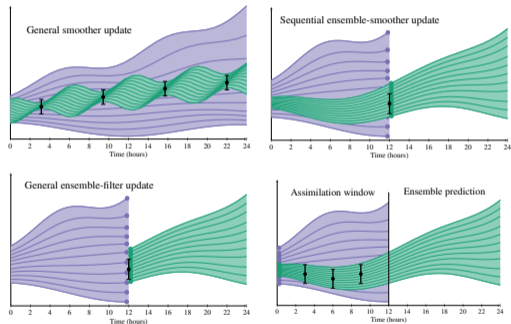 General smoother update
0 2 4 6 8 10 12 14 16 18 20 22 24
Time (hours)
Sequential ensemble-smoother update
0 2 4 6 8 10 12 14 16 18 20 22 24
Time (hours)
General ensemble-filter update
0 2 4 6 8 10 12 14 16 18 20 22 24
Time (hours)
Assimilation window
Ensemble prediction
0 2 4 6 8 10 12 14 16 18 20 22 24
Time (hours)